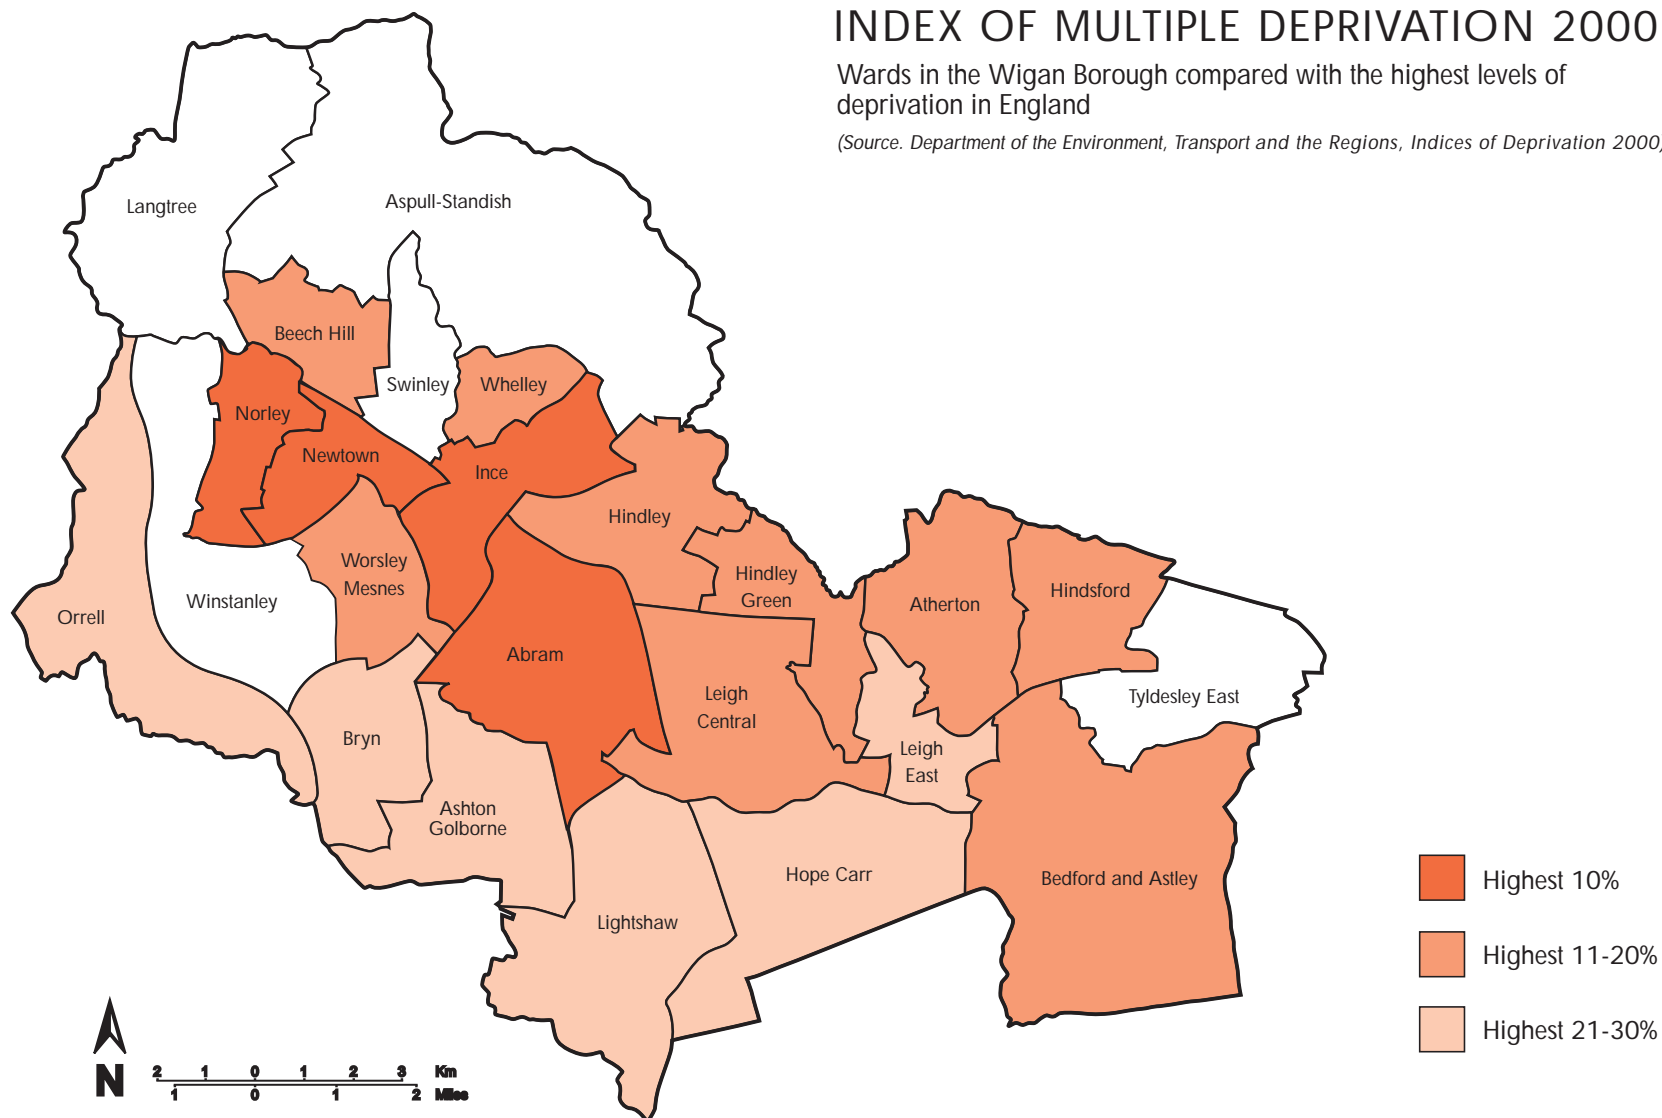 INDEX OF MULTIPLE DEPRIVATION 2000
Wards in the Wigan Borough compared with the highest levels of
deprivation in England
(Source. Department of the Environment, Transport and the Regions, Indices of Deprivation 2000)
Langtree
Aspull-Standish
Beech Hill
Swinley
Whelley
Norley
Newtown
Ince
Hindley
Worsley
Mesnes
Hindley
Green
Atherton
Hindsford
Orrell
Winstanley
Abram
Leigh
Central
Tyldesley East
Bryn
Leigh
East
Ashton
Golborne
Hope Carr
Bedford and Astley
Lightshaw
Highest 10%
Highest 11-20%
Highest 21-30%
N
2 1 0 1 2 3 Km
1 0 1 2 Miles